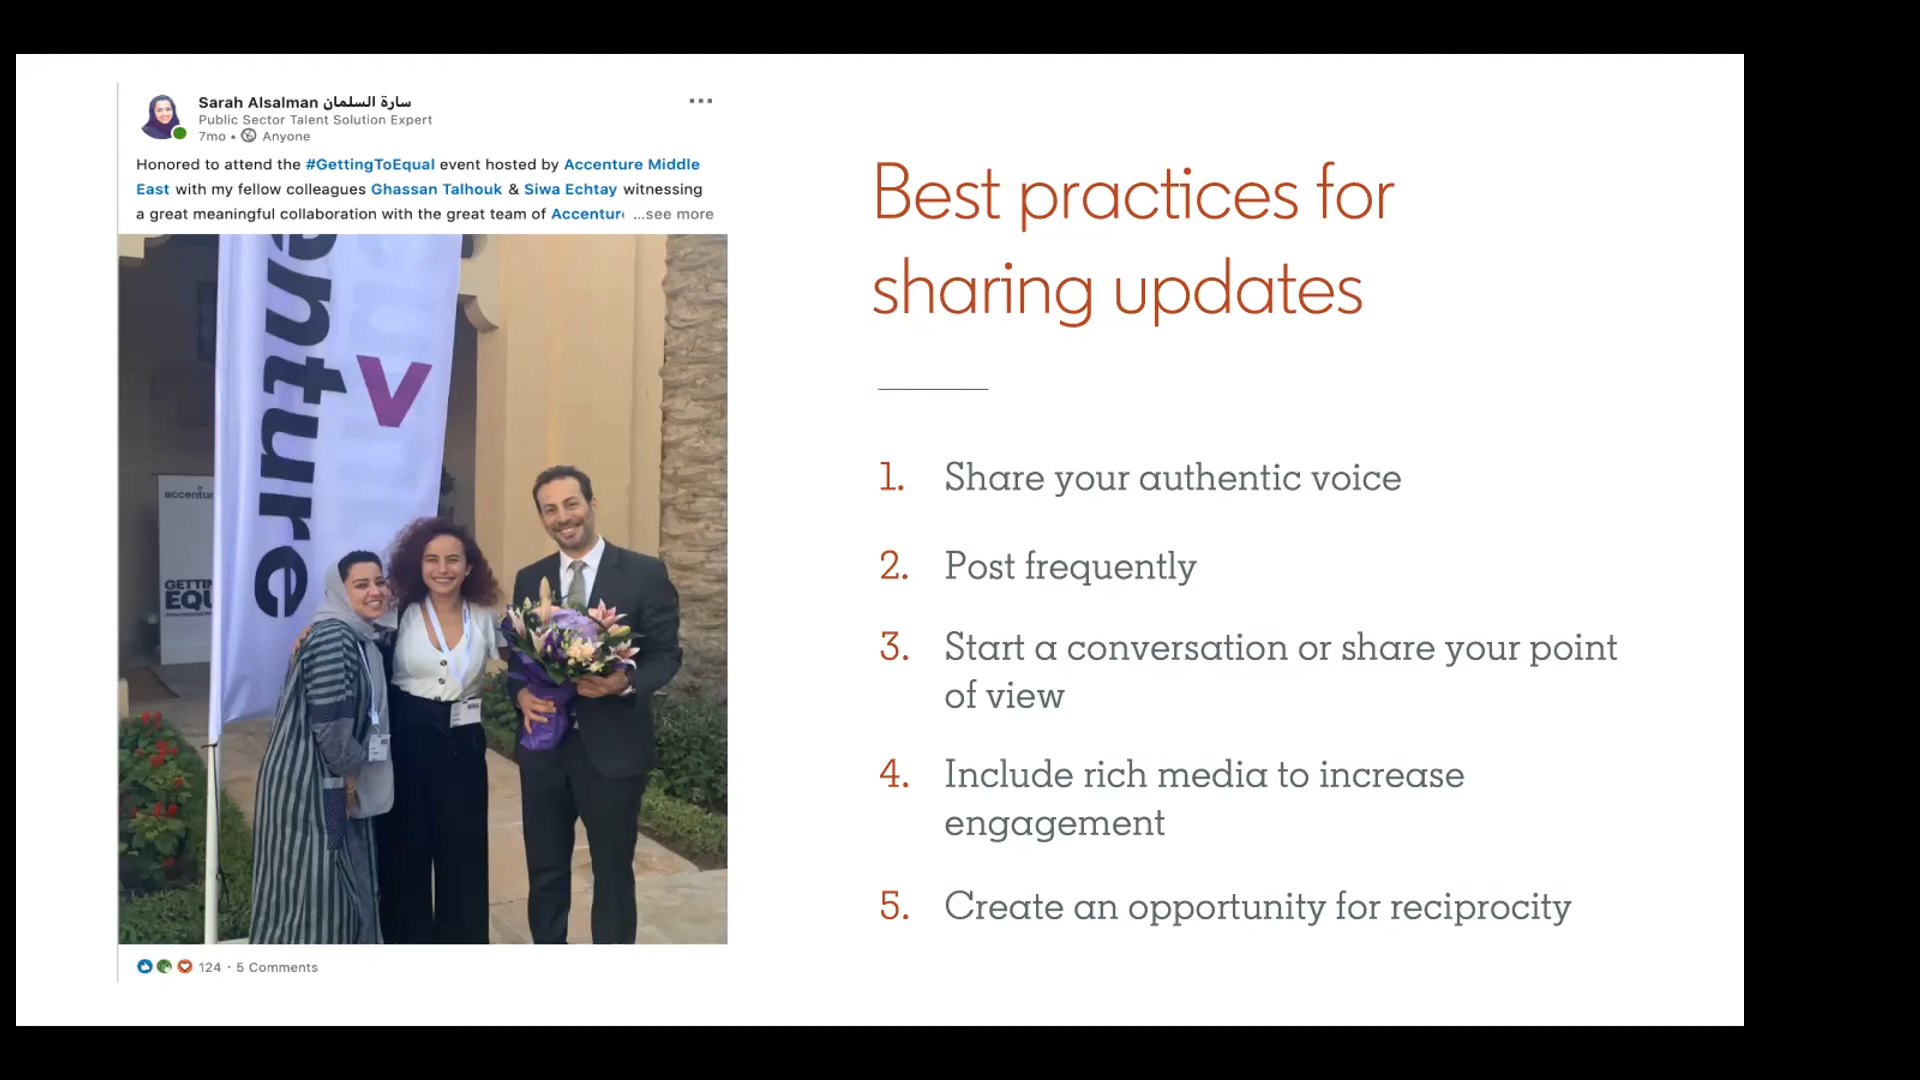 Sarah Alsalman سارة السلمان
Public Sector Talent Solution Expert
7mo • Anyone
Honored to attend the #GettingToEqual event hosted by Accenture Middle
East with my fellow colleagues Ghassan Talhouk & Siwa Echtay witnessing
a great meaningful collaboration with the great team of Accentur ...see more
enture
accentur
GETTIN
EQU
124 · 5 Comments
Best practices for
sharing updates
1. Share your authentic voice
2. Post frequently
3. Start a conversation or share your point
of view
4. Include rich media to increase
engagement
5. Create an opportunity for reciprocity